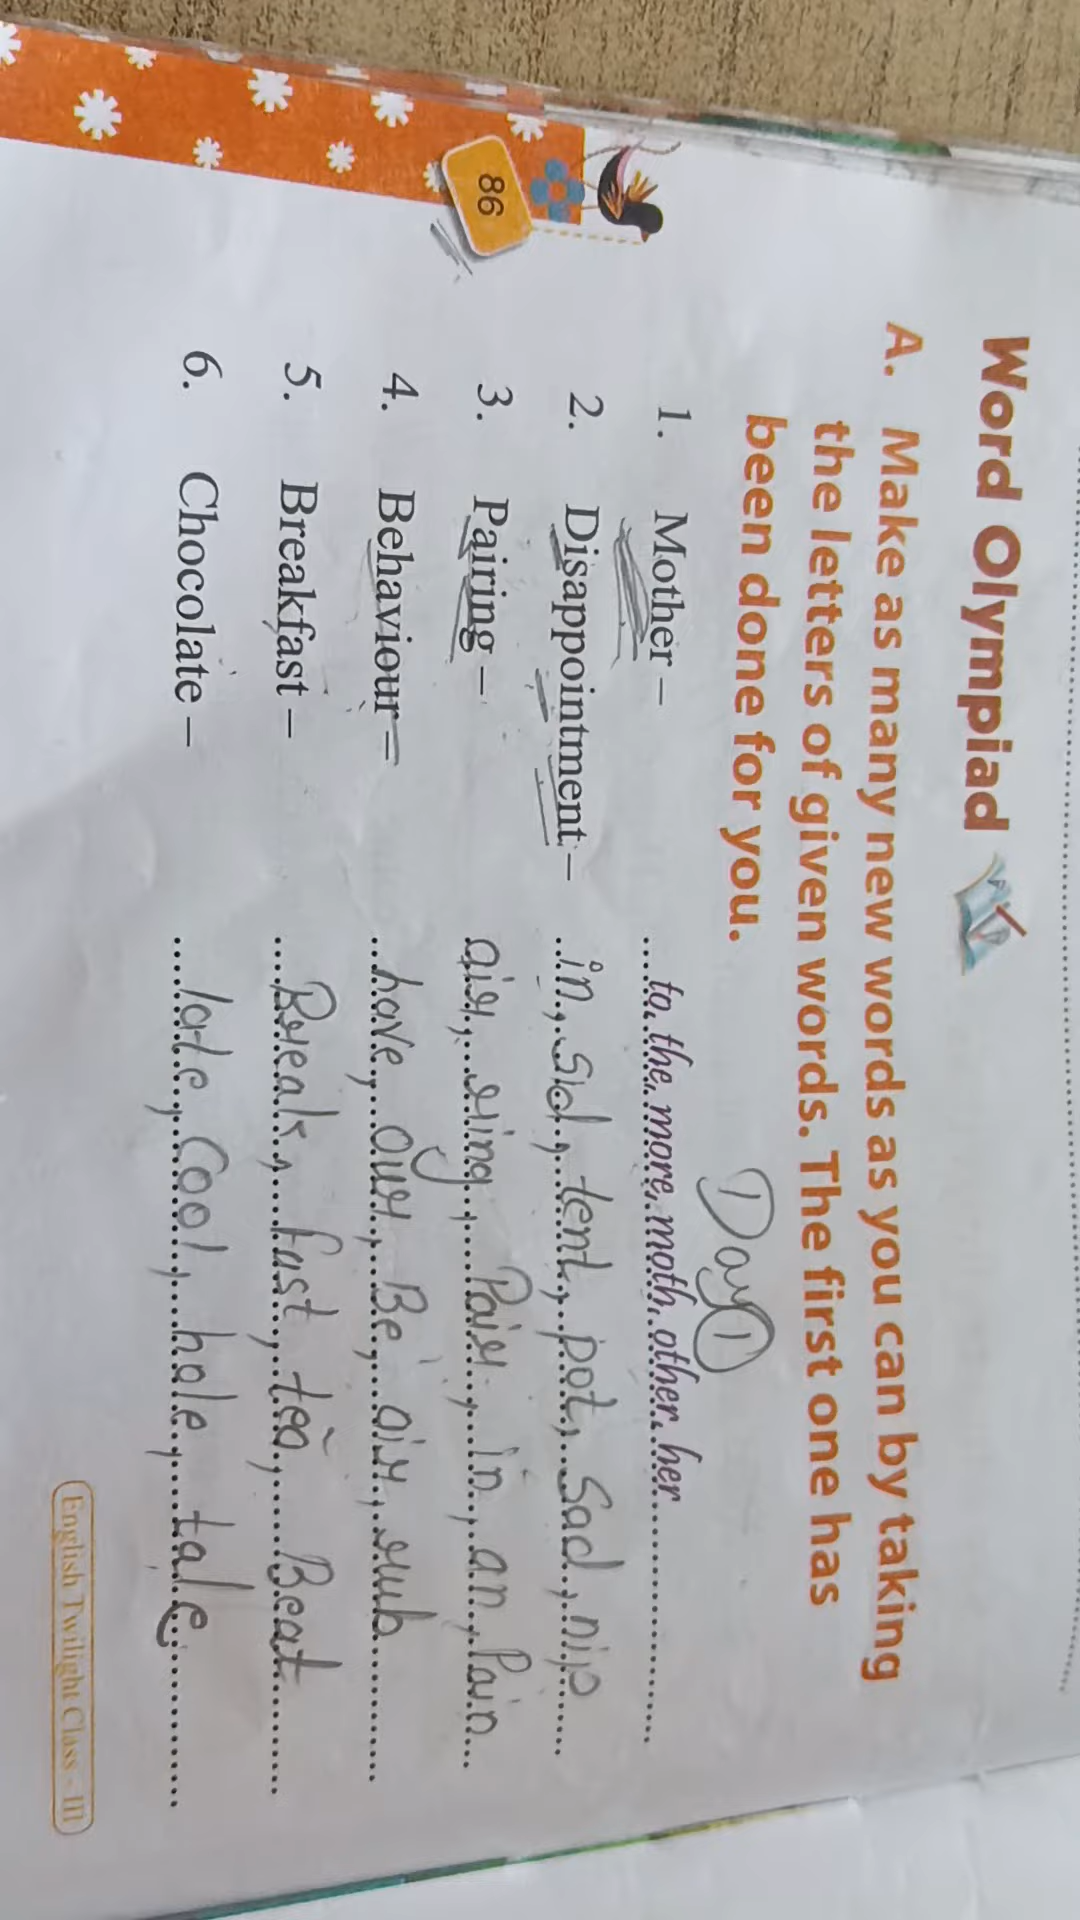 Word Olympiad
A. Make as many new words as you can by taking
the letters of given words. The first one has
been done for you.
Day 1
1. Mother – to, the, more, moth, other, her
2. Disappointment – in, sid, tent, pot, Sad, nip
3. Pairing – air, ring, Pair, in, an, Pain
4. Behaviour – have, our, Be, air, rub
5. Breakfast – Break, fast, tea, Beat
6. Chocolate – late, Cool, hole, tale
86
English Twilight Class - III